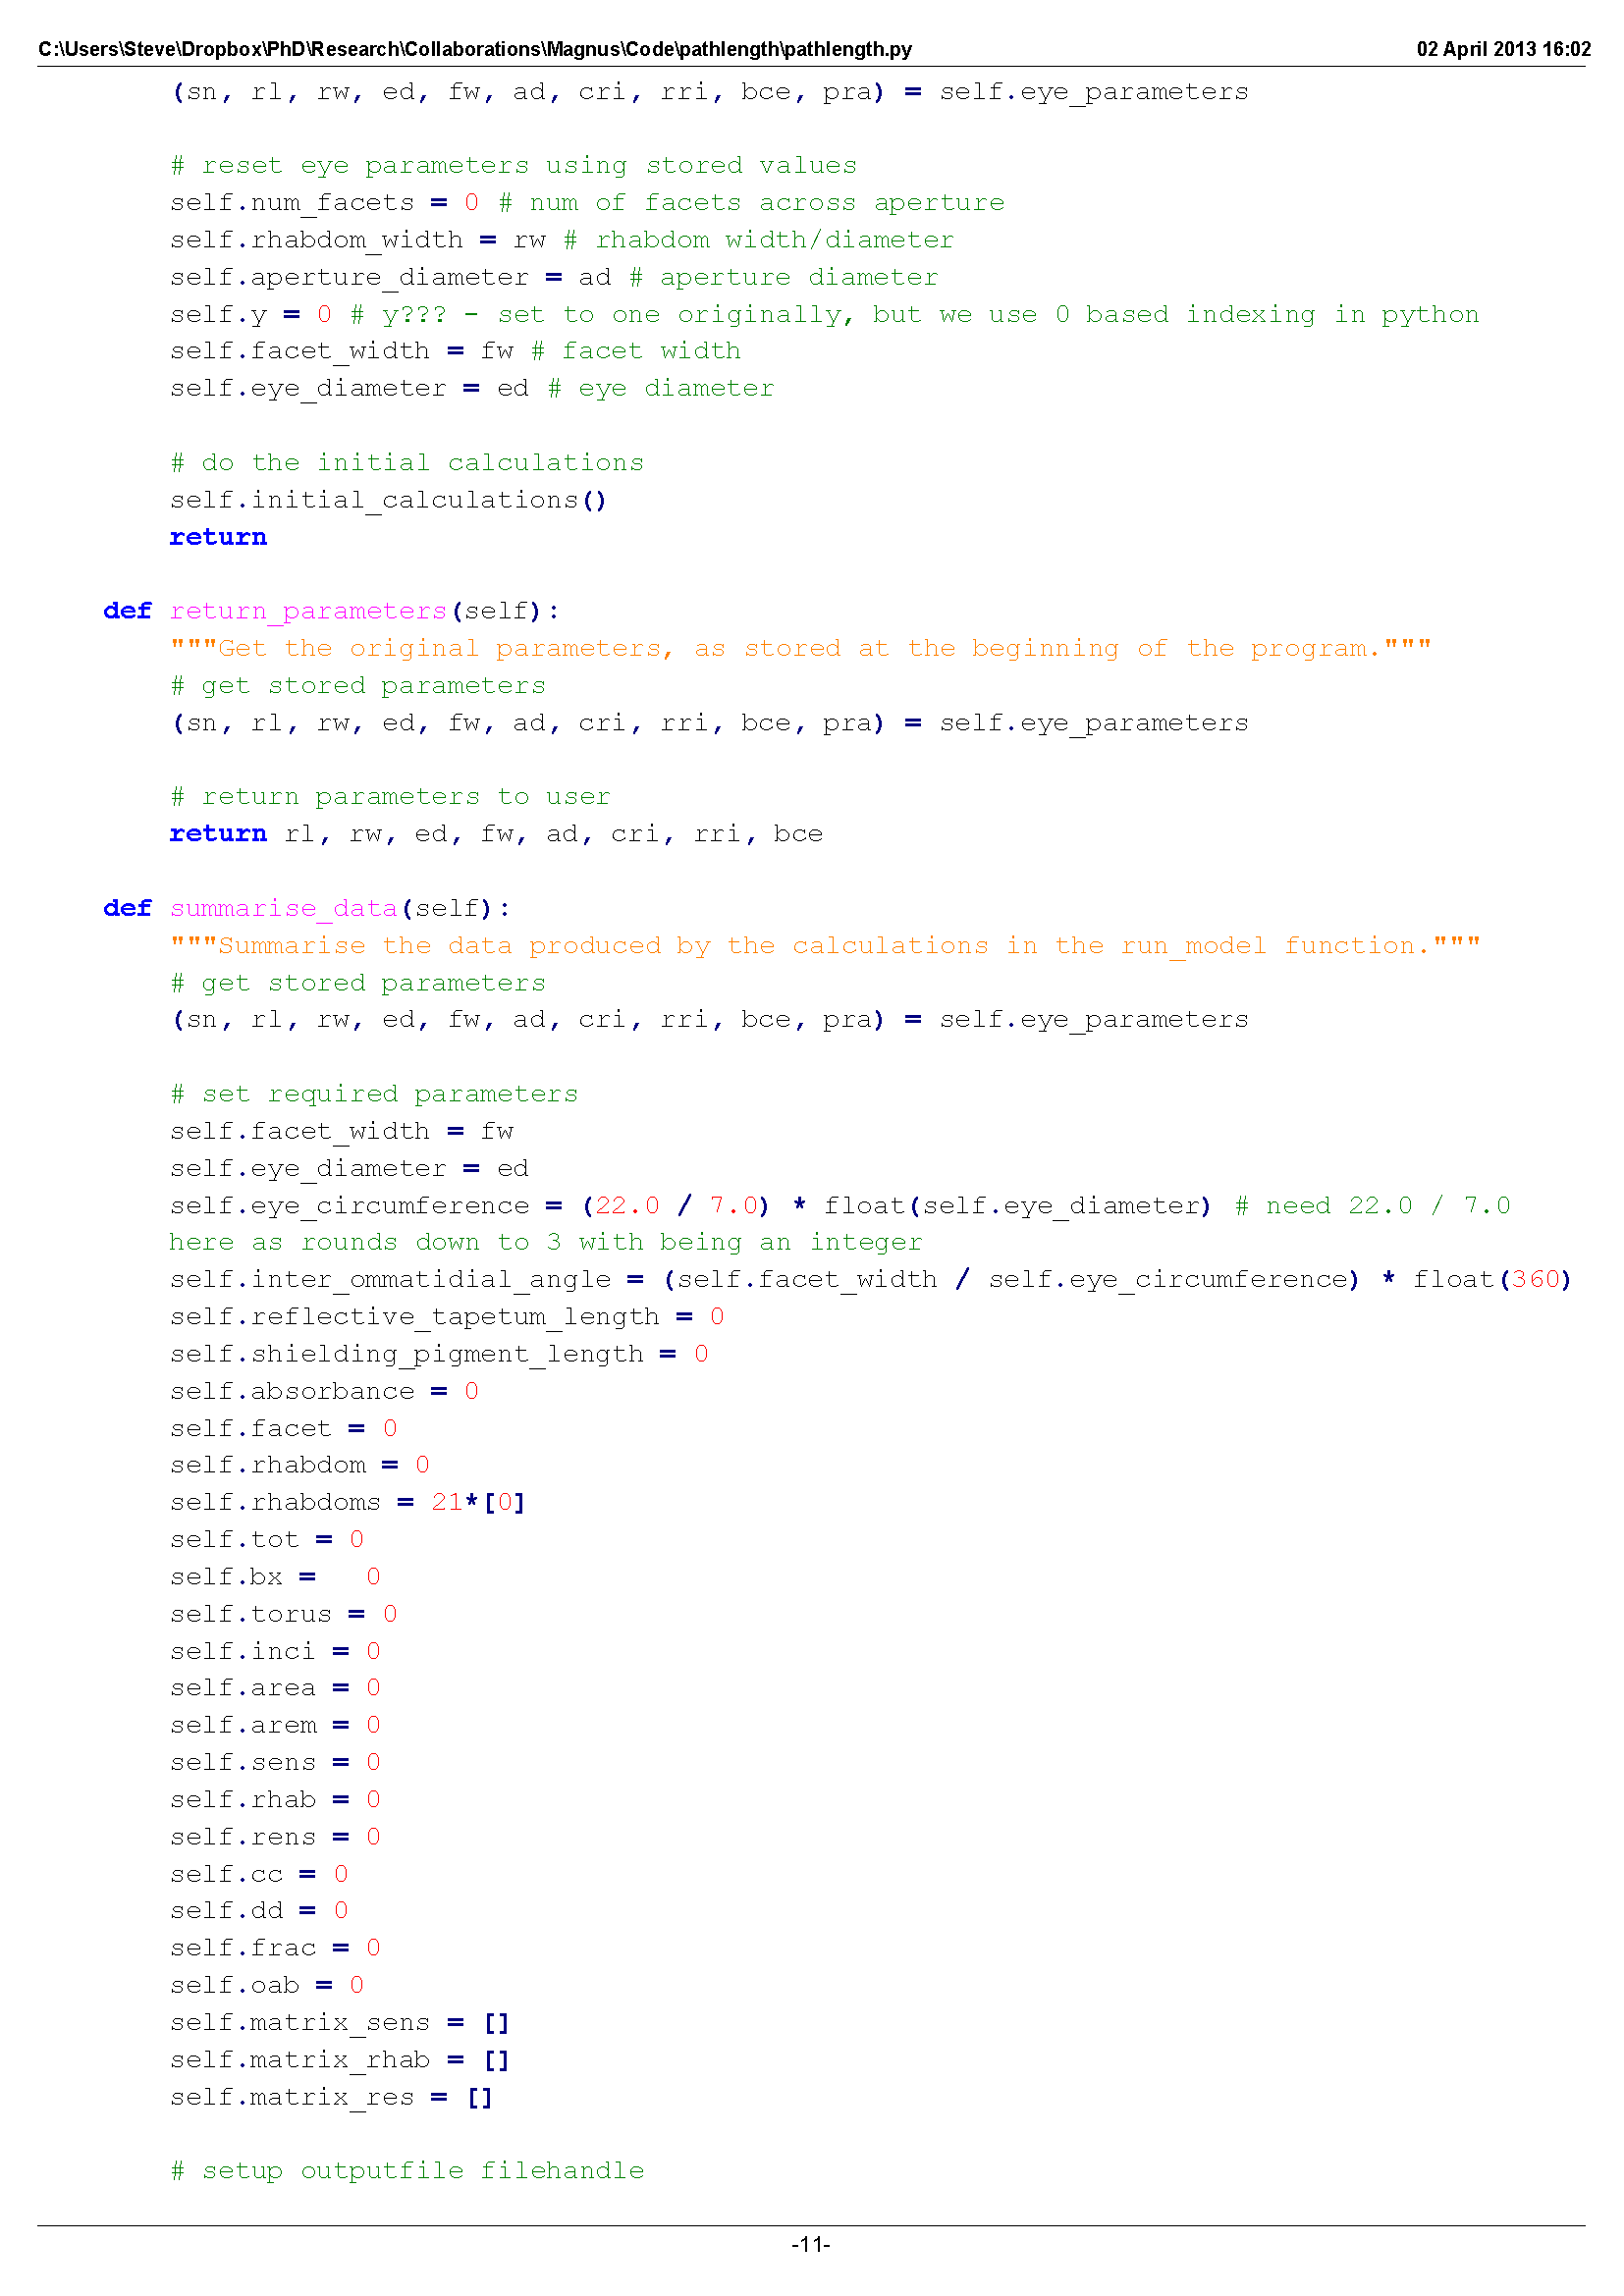 C:\Users\Steve\Dropbox\PhD\Research\Collaborations\Magnus\Code\pathlength\pathlength.py 02 April 2013 16:02
(sn, rl, rw, ed, fw, ad, cri, rri, bce, pra) = self.eye_parameters
# reset eye parameters using stored values
self.num_facets = 0 # num of facets across aperture
self.rhabdom_width = rw # rhabdom width/diameter
self.aperture_diameter = ad # aperture diameter
self.y = 0 # y??? - set to one originally, but we use 0 based indexing in python
self.facet_width = fw # facet width
self.eye_diameter = ed # eye diameter
# do the initial calculations
self.initial_calculations()
return
def return_parameters(self):
"""Get the original parameters, as stored at the beginning of the program."""
# get stored parameters
(sn, rl, rw, ed, fw, ad, cri, rri, bce, pra) = self.eye_parameters
# return parameters to user
return rl, rw, ed, fw, ad, cri, rri, bce
def summarise_data(self):
"""Summarise the data produced by the calculations in the run_model function."""
# get stored parameters
(sn, rl, rw, ed, fw, ad, cri, rri, bce, pra) = self.eye_parameters
# set required parameters
self.facet_width = fw
self.eye_diameter = ed
self.eye_circumference = (22.0 / 7.0) * float(self.eye_diameter) # need 22.0 / 7.0
here as rounds down to 3 with being an integer
self.inter_ommatidial_angle = (self.facet_width / self.eye_circumference) * float(360)
self.reflective_tapetum_length = 0
self.shielding_pigment_length = 0
self.absorbance = 0
self.facet = 0
self.rhabdom = 0
self.rhabdoms = 21*[0]
self.tot = 0
self.bx =   0
self.torus = 0
self.inci = 0
self.area = 0
self.arem = 0
self.sens = 0
self.rhab = 0
self.rens = 0
self.cc = 0
self.dd = 0
self.frac = 0
self.oab = 0
self.matrix_sens = []
self.matrix_rhab = []
self.matrix_res = []
# setup outputfile filehandle
-11-